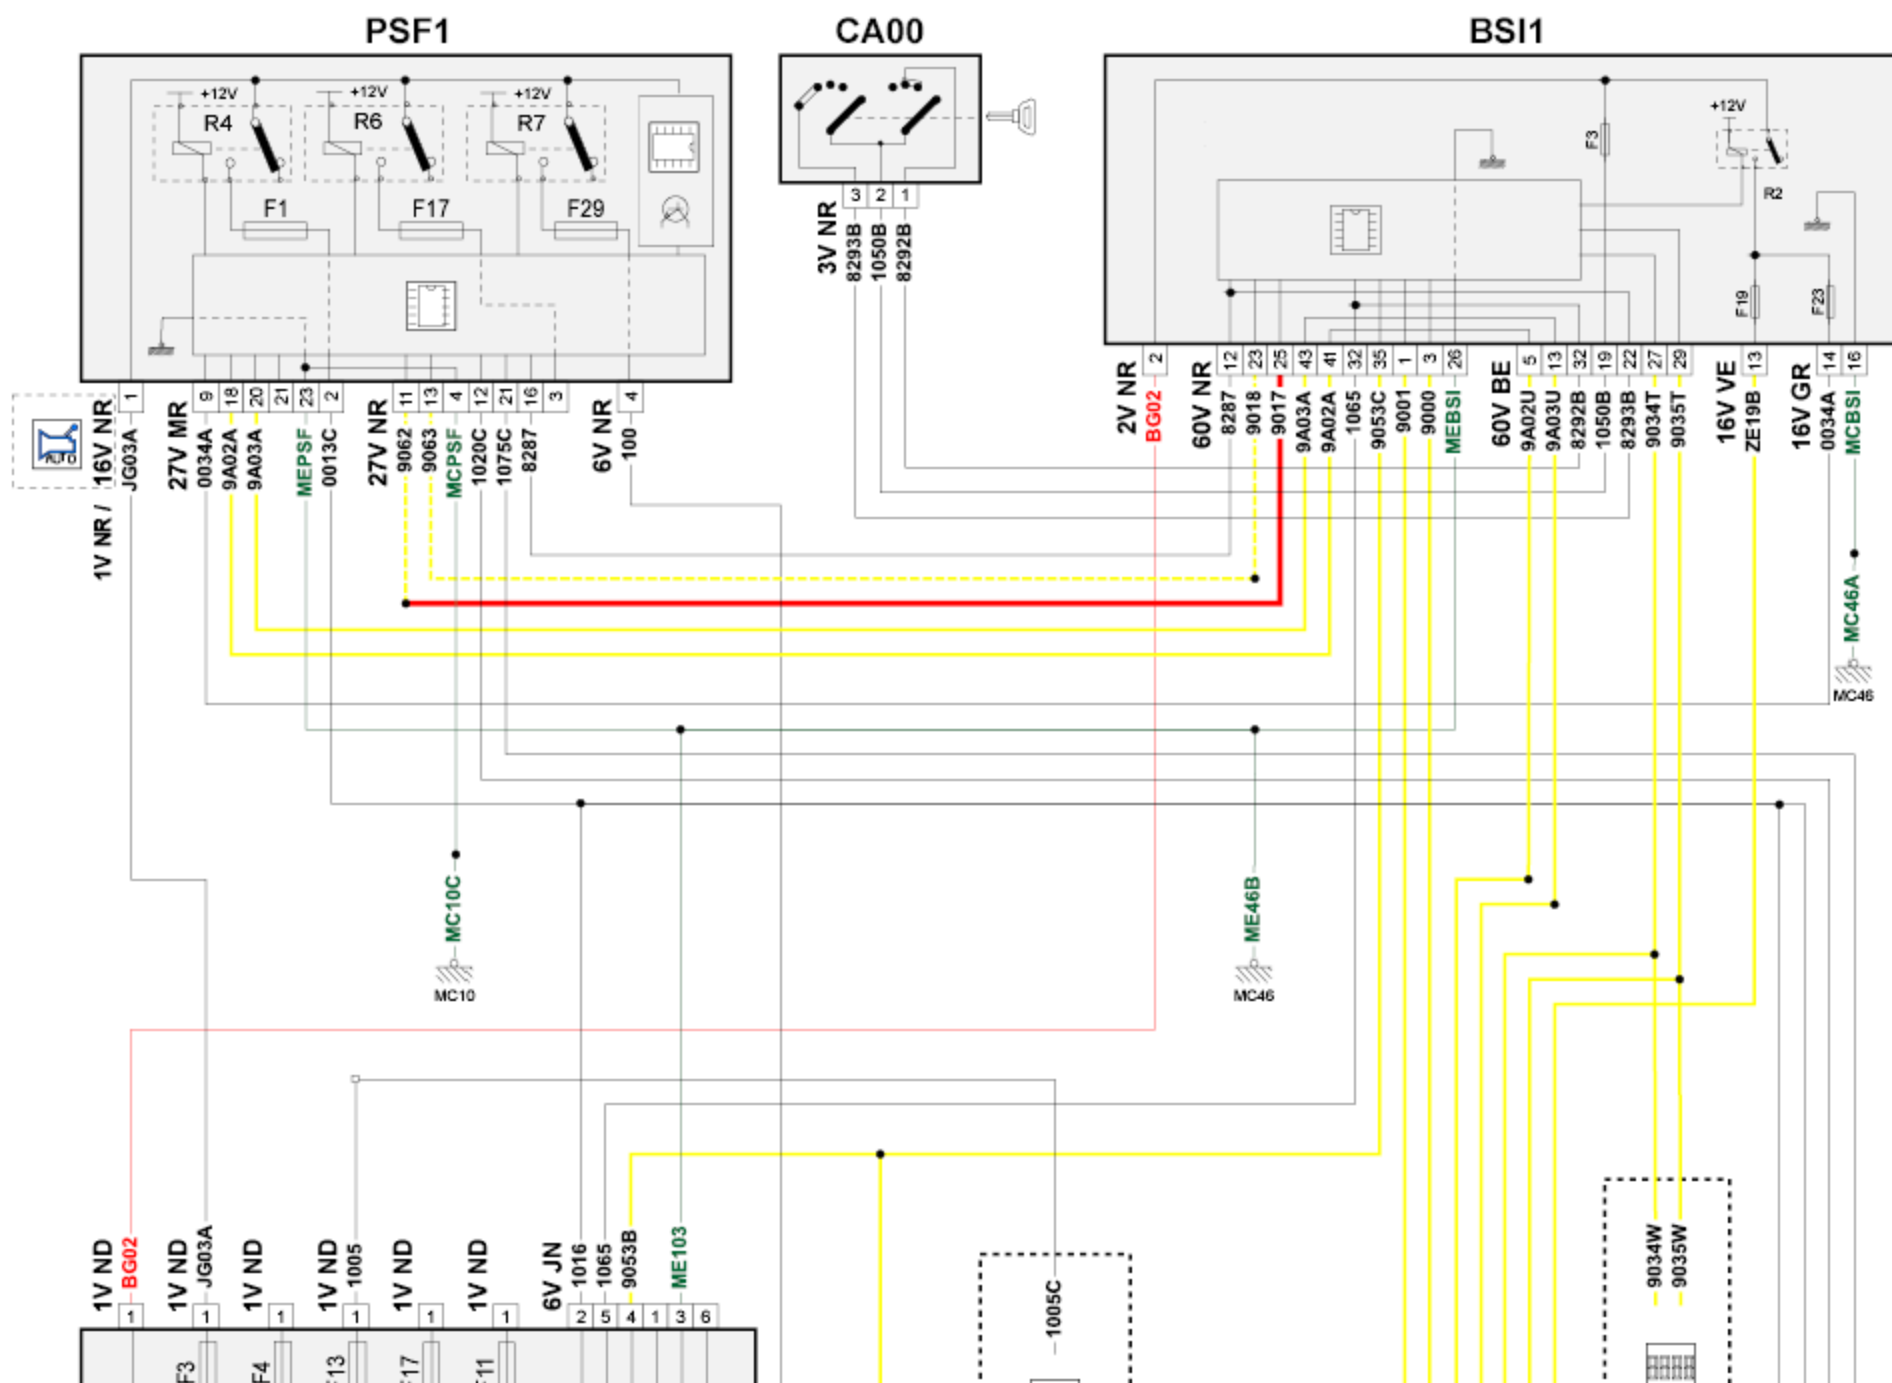 PSF1
CA00
BSI1
+12V
+12V
+12V
+12V
R4
R6
R7
F3
R2
F1
F17
F29
F19
F23
AUTO
1V NR / 16V NR
1
JG03A
27V MR
9
18
20
21
23
2
0034A
9A02A
9A03A
MEPSF
0013C
27V NR
11
13
4
12
21
16
3
9062
9063
MCPSF
1020C
1075C
8287
6V NR
4
100
3V NR
3
2
1
8293B
1050B
8292B
2V NR
2
BG02
60V NR
12
23
25
43
41
32
35
1
3
26
8287
9018
9017
9A03A
9A02A
1065
9053C
9001
9000
MEBSI
60V BE
5
13
32
19
22
27
29
9A02U
9A03U
8292B
1050B
8293B
9034T
9035T
16V VE
13
ZE19B
16V GR
14
16
0034A
MCBSI
MC46A
MC46
MC10C
MC10
ME46B
MC46
1V ND
BG02
1V ND
JG03A
1V ND
1V ND
1005
1V ND
1V ND
6V JN
1016
1065
9053B
ME103
1
1
1
1
1
1
2
5
4
1
3
6
F3
F4
F13
F17
F11
1005C
9034W
9035W